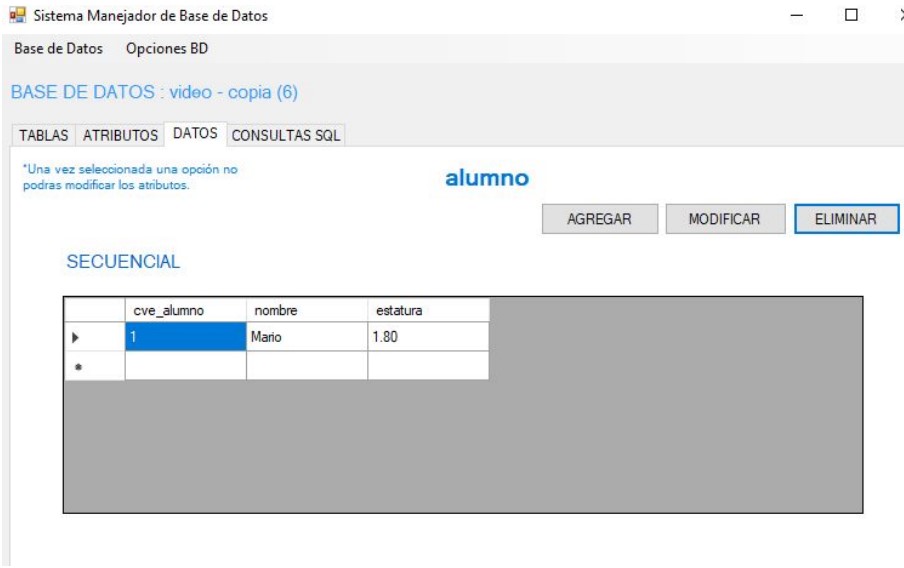 Sistema Manejador de Base de Datos
Base de Datos Opciones BD
BASE DE DATOS : video - copia (6)
TABLAS ATRIBUTOS DATOS CONSULTAS SQL
*Una vez seleccionada una opción no
podras modificar los atributos.
alumno
AGREGAR MODIFICAR ELIMINAR
SECUENCIAL
cve_alumno nombre estatura
1 Mario 1.80